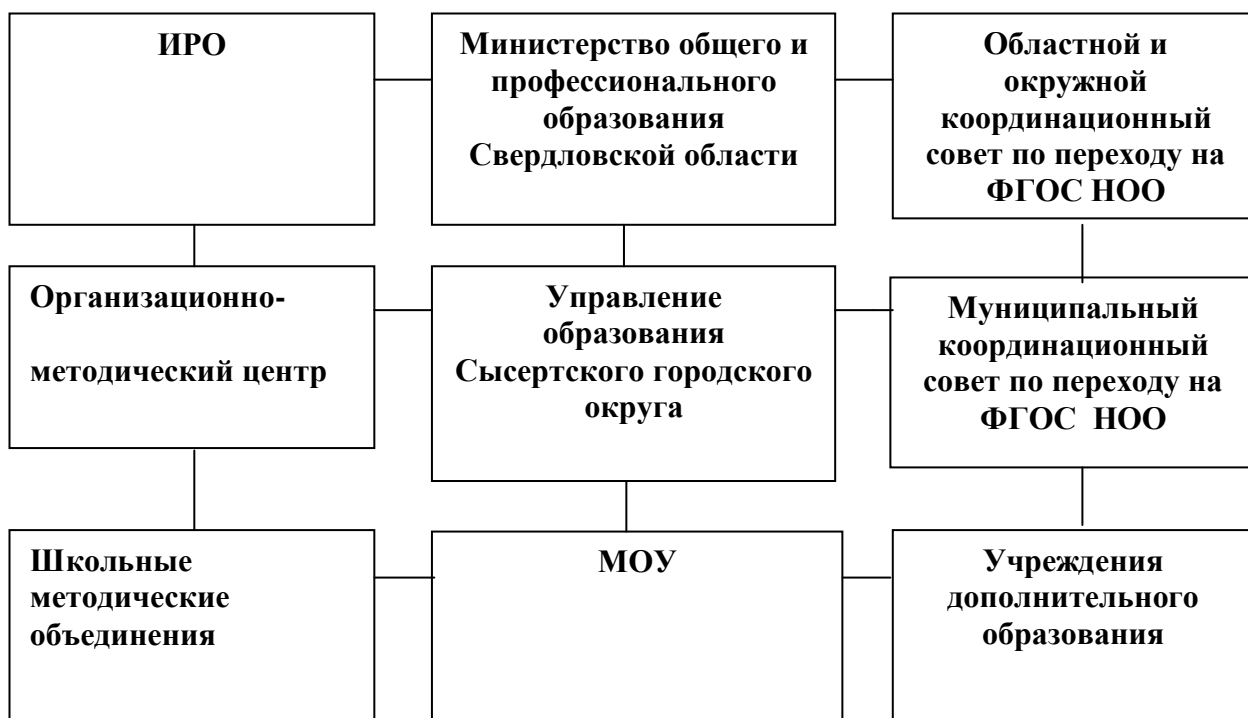 ИРО
Министерство общего и
профессионального
образования
Свердловской области
Областной и
окружной
координационный
совет по переходу на
ФГОС НОО
Организационно-
методический центр
Управление
образования
Сысертского городского
округа
Муниципальный
координационный
совет по переходу на
ФГОС НОО
Школьные
методические
объединения
МОУ
Учреждения
дополнительного
образования